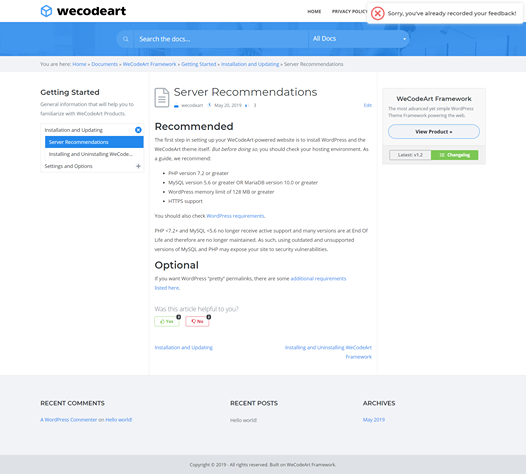 wecodeart
HOME
PRIVACY POLICY
Sorry, you've already recorded your feedback!
Search the docs...
All Docs
You are here: Home » Documents » WeCodeArt Framework » Getting Started » Installation and Updating » Server Recommendations
Getting Started
General information that will help you to
familiarize with WeCodeArt Products.
Installation and Updating
Server Recommendations
Installing and Uninstalling WeCode...
Settings and Options
Server Recommendations
wecodeart
May 20, 2019
3
Edit
Recommended
The first step in setting up your WeCodeArt-powered website is to install WordPress and the
WeCodeArt theme itself. But before doing so, you should check your hosting environment. As
a guide, we recommend:
PHP version 7.2 or greater
MySQL version 5.6 or greater OR MariaDB version 10.0 or greater
WordPress memory limit of 128 MB or greater
HTTPS support
You should also check WordPress requirements.
PHP <7.2+ and MySQL <5.6 no longer receive active support and many versions are at End Of
Life and therefore are no longer maintained. As such, using outdated and unsupported
versions of MySQL and PHP may expose your site to security vulnerabilities.
Optional
If you want WordPress "pretty" permalinks, there are some additional requirements
listed here.
Was this article helpful to you?
Yes
No
Installation and Updating
Installing and Uninstalling WeCodeArt
Framework
WeCodeArt Framework
The most advanced yet simple WordPress
Theme Framework powering the web.
View Product »
Latest: v1.2
Changelog
RECENT COMMENTS
A WordPress Commenter on Hello world!
RECENT POSTS
Hello world!
ARCHIVES
May 2019
Copyright © 2019 - All rights reserved. Built on WeCodeArt Framework.